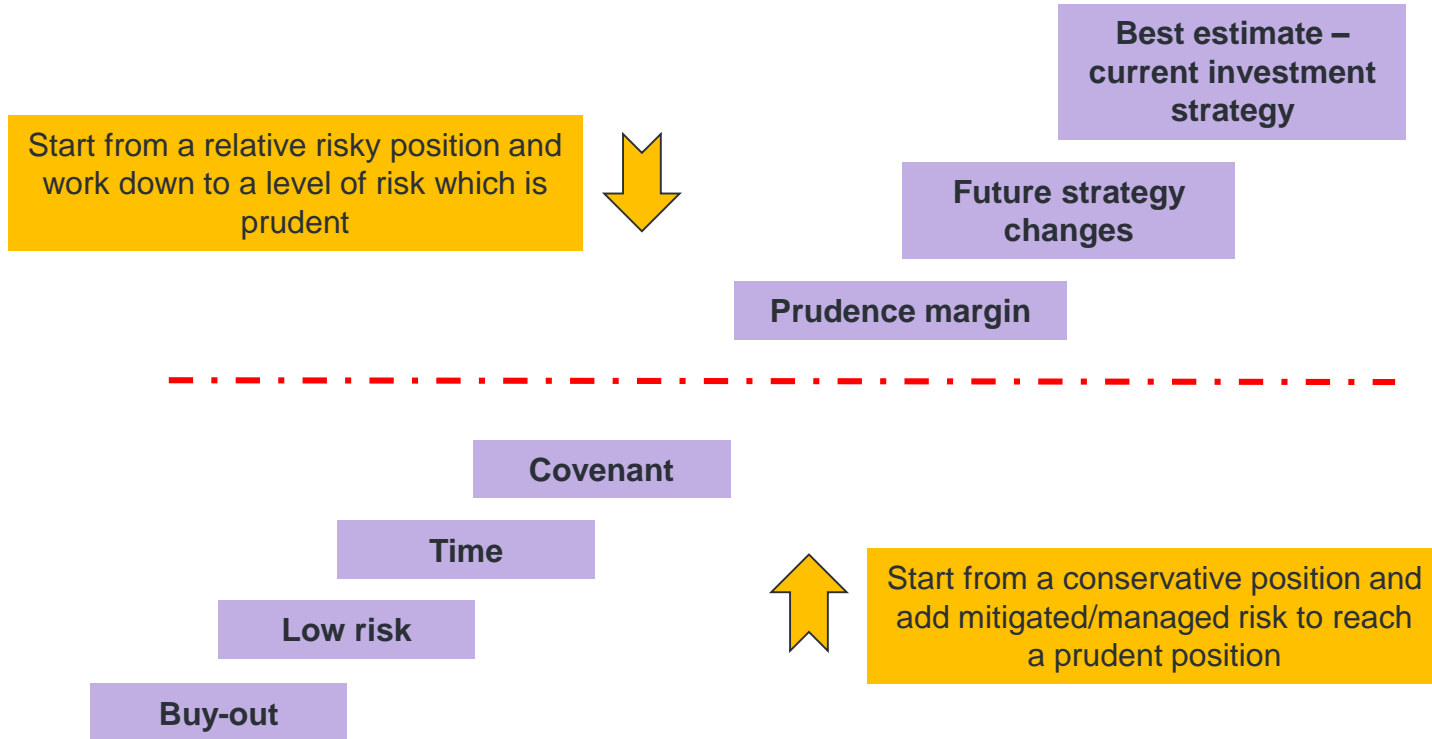 Best estimate –
current investment
strategy
Start from a relative risky position and
work down to a level of risk which is
prudent
Future strategy
changes
Prudence margin
Covenant
Time
Start from a conservative position and
add mitigated/managed risk to reach
a prudent position
Low risk
Buy-out